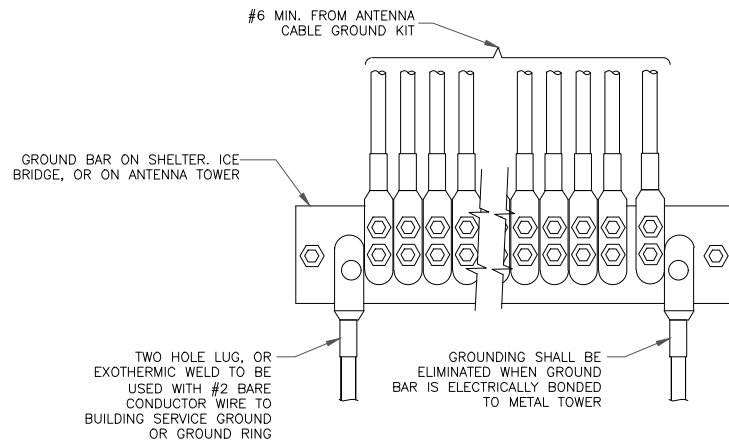 #6 MIN. FROM ANTENNA
CABLE GROUND KIT
GROUND BAR ON SHELTER. ICE
BRIDGE, OR ON ANTENNA TOWER
TWO HOLE LUG, OR
EXOTHERMIC WELD TO BE
USED WITH #2 BARE
CONDUCTOR WIRE TO
BUILDING SERVICE GROUND
OR GROUND RING
GROUNDING SHALL BE
ELIMINATED WHEN GROUND
BAR IS ELECTRICALLY BONDED
TO METAL TOWER